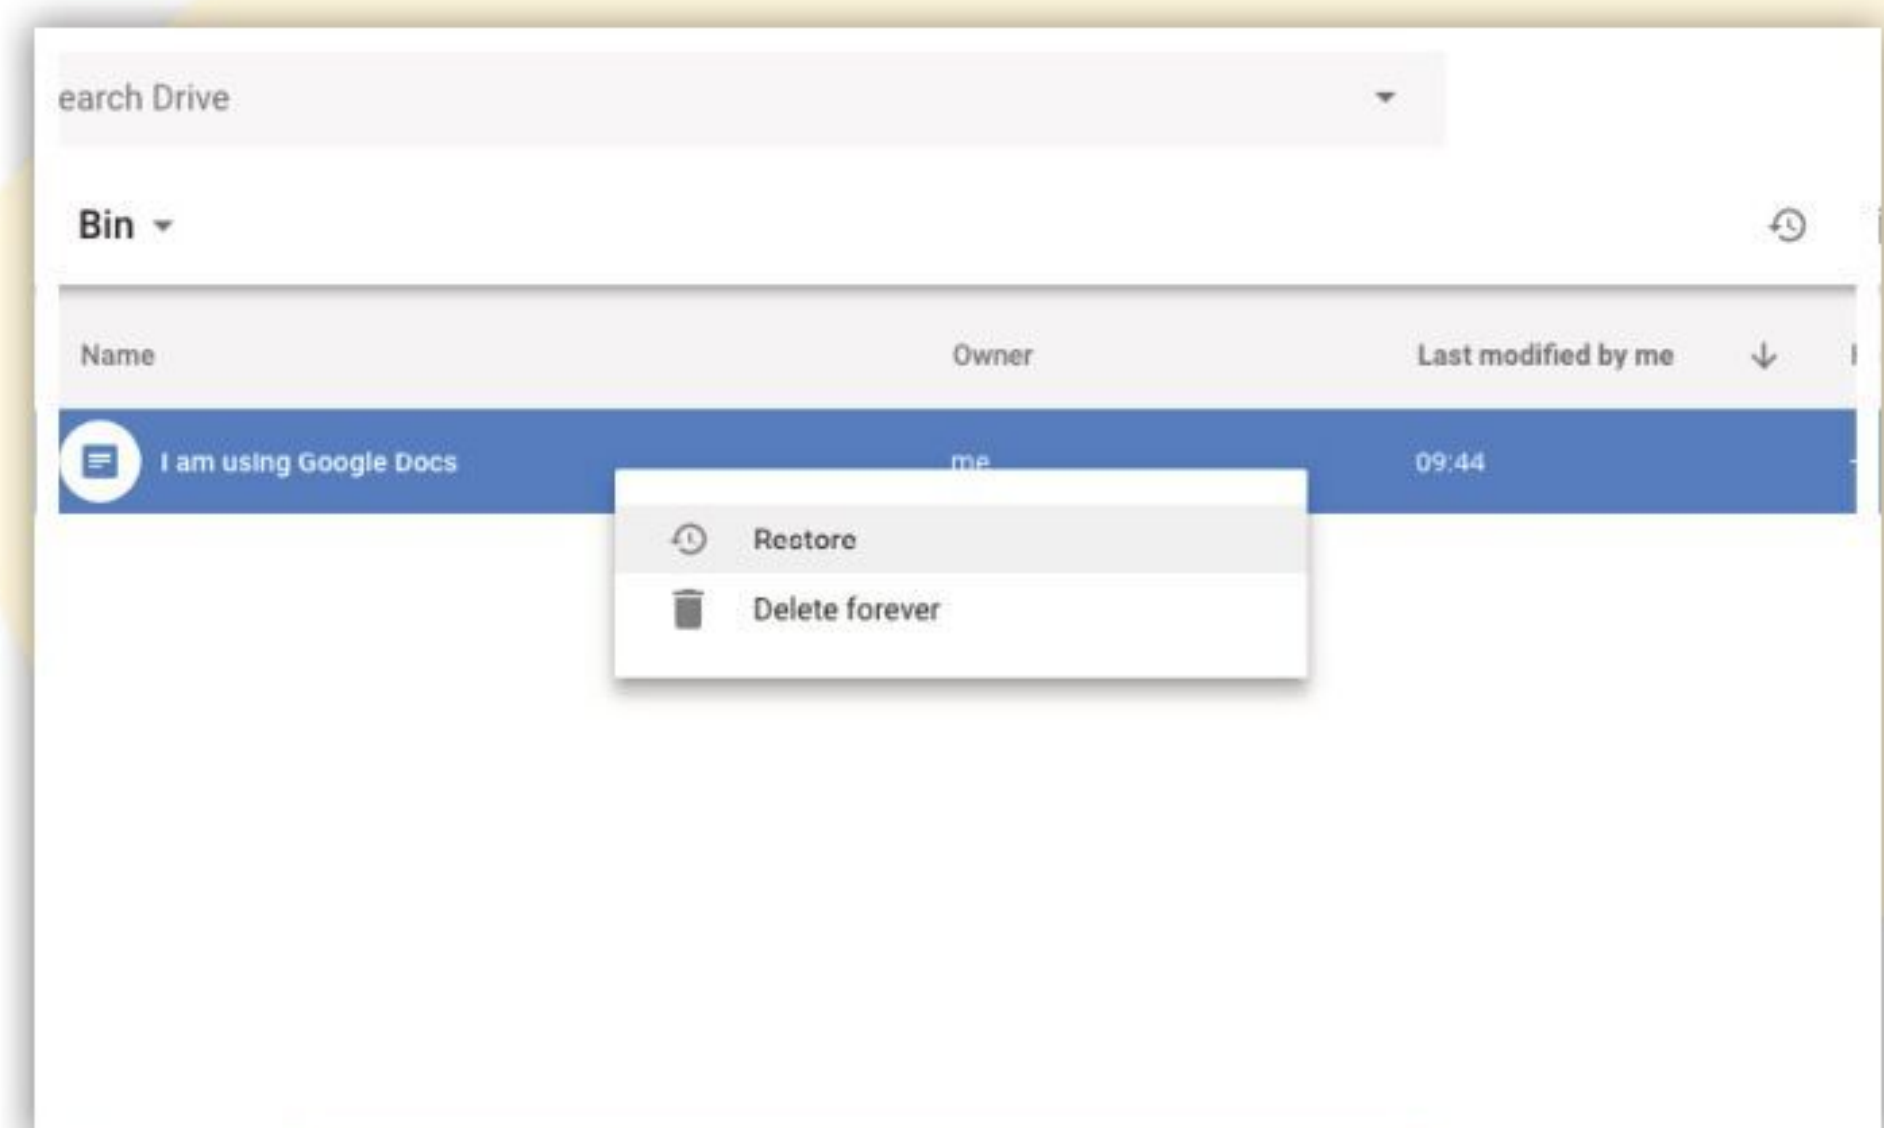 earch Drive
Bin
Name Owner Last modified by me
I am using Google Docs me 09:44
Restore
Delete forever